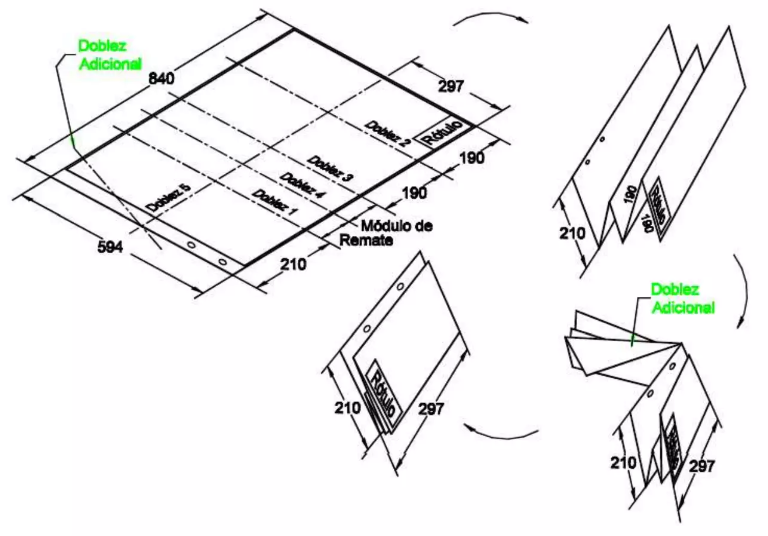 Doblez
Adicional
840
297
Doblez 2
Rótulo
190
Doblez 3
190
Doblez 4
Doblez 5
Doblez 1
Módulo de
Remate
594
210
190
Rótulo
190
210
Doblez
Adicional
Rótulo
210
297
Rótulo
210
297